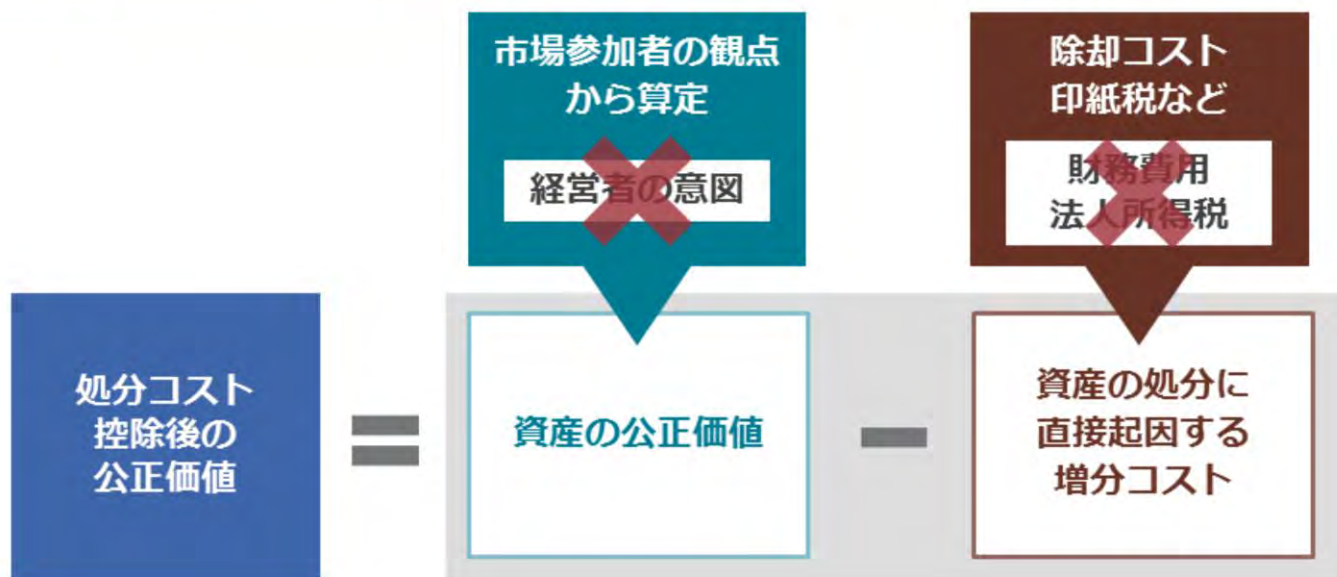 市場参加者の観点
から算定
経営者の意図
除却コスト
印紙税など
財務費用
法人所得税
処分コスト
控除後の
公正価値
=
資産の公正価値
-
資産の処分に
直接起因する
増分コスト